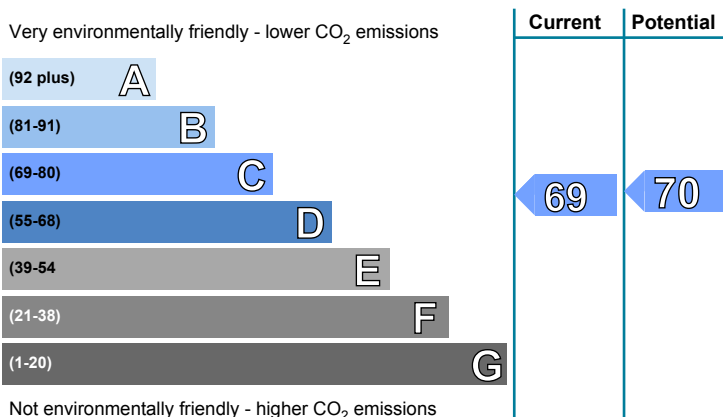 Current Potential
Very environmentally friendly - lower CO2 emissions
(92 plus) A
(81-91) B
(69-80) C
69 70
(55-68) D
(39-54 E
(21-38) F
(1-20) G
Not environmentally friendly - higher CO2 emissions